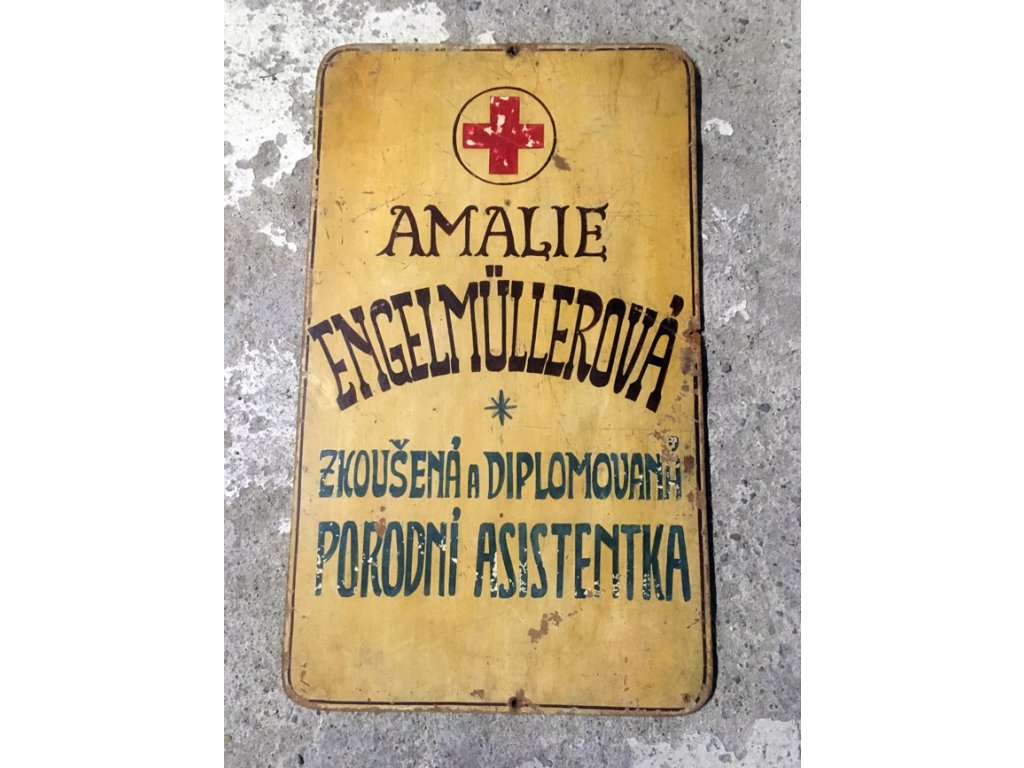 AMALIE
ENGELMÜLLEROVÁ
ZKOUŠENÁ A DIPLOMOVANÁ
PORODNÍ ASISTENTKA